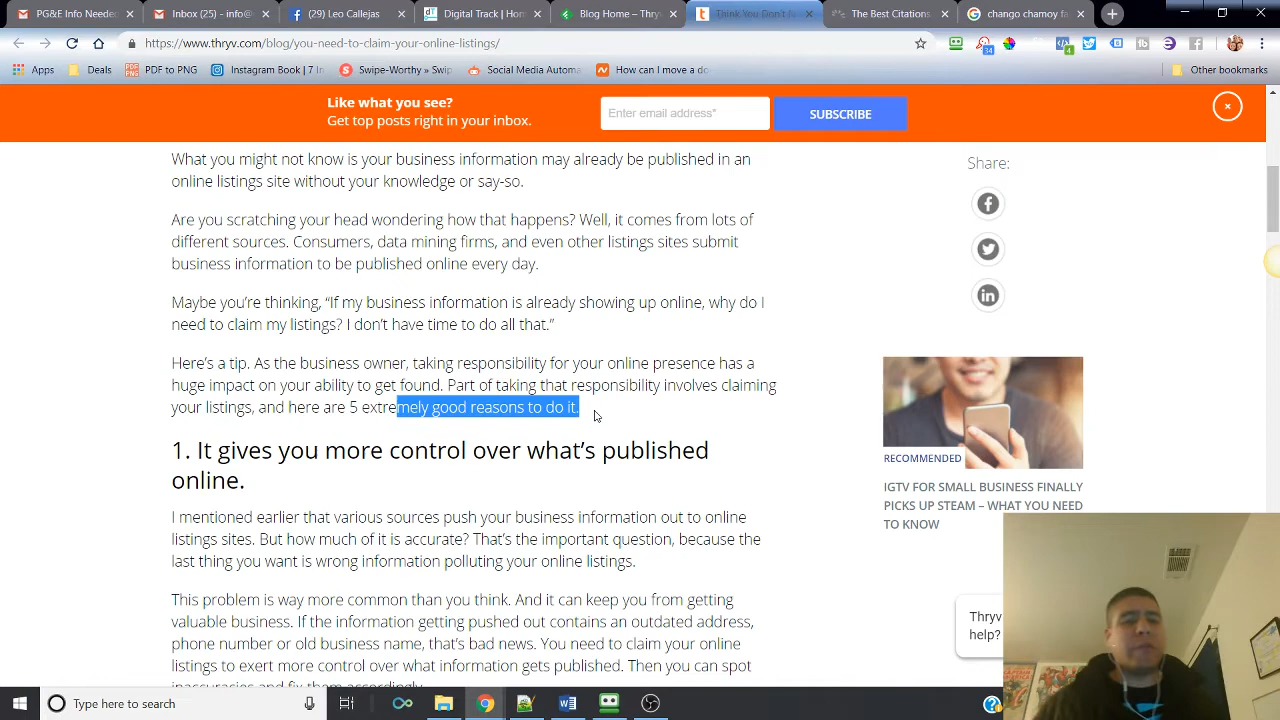 PG&E Info Neede
Inbox (25) - info@
(29) Leo Callejas
Digital Track | Hom
Blog Home – Thry
Think You Don't N
The Best Citations
chango chamoy fa
https://www.thryv.com/blog/you-need-to-claim-your-online-listings/
Apps
Deals
PDF to PNG
Instagram Book | 7 In
Swipe-Worthy » Swip
Social Media Automa
How can I move a do
Other bookmarks
Like what you see?
Get top posts right in your inbox.
Enter email address*
SUBSCRIBE
What you might not know is your business information may already be published in an
online listings site without your knowledge or say-so.
Are you scratching your head wondering how that happens? Well, it comes from lots of
different sources. Consumers, data mining firms, and even other listings sites submit
business information to be published online every day.
Maybe you’re thinking, “If my business information is already showing up online, why do I
need to claim my listings? I don’t have time to do all that.”
Here’s a tip. As the business owner, taking responsibility for your online presence has a
huge impact on your ability to get found. Part of taking that responsibility involves claiming
your listings, and here are 5 extremely good reasons to do it.
1. It gives you more control over what’s published
online.
I mentioned earlier that various sources push your business information out to online
listings sites. But how much of it is accurate? That’s the important question, because the
last thing you want is wrong information polluting your online listings.
This problem is way more common than you think. And it can keep you from getting
valuable business. If the information getting pushed out contains an outdated address,
phone number or old business name, that’s bad news. You need to claim your online
listings to exert more control over what information gets published. Then you can spot
inaccuracies and fix them accordingly.
Share:
RECOMMENDED
IGTV FOR SMALL BUSINESS FINALLY
PICKS UP STEAM – WHAT YOU NEED
TO KNOW
Thryv
help?
Type here to search